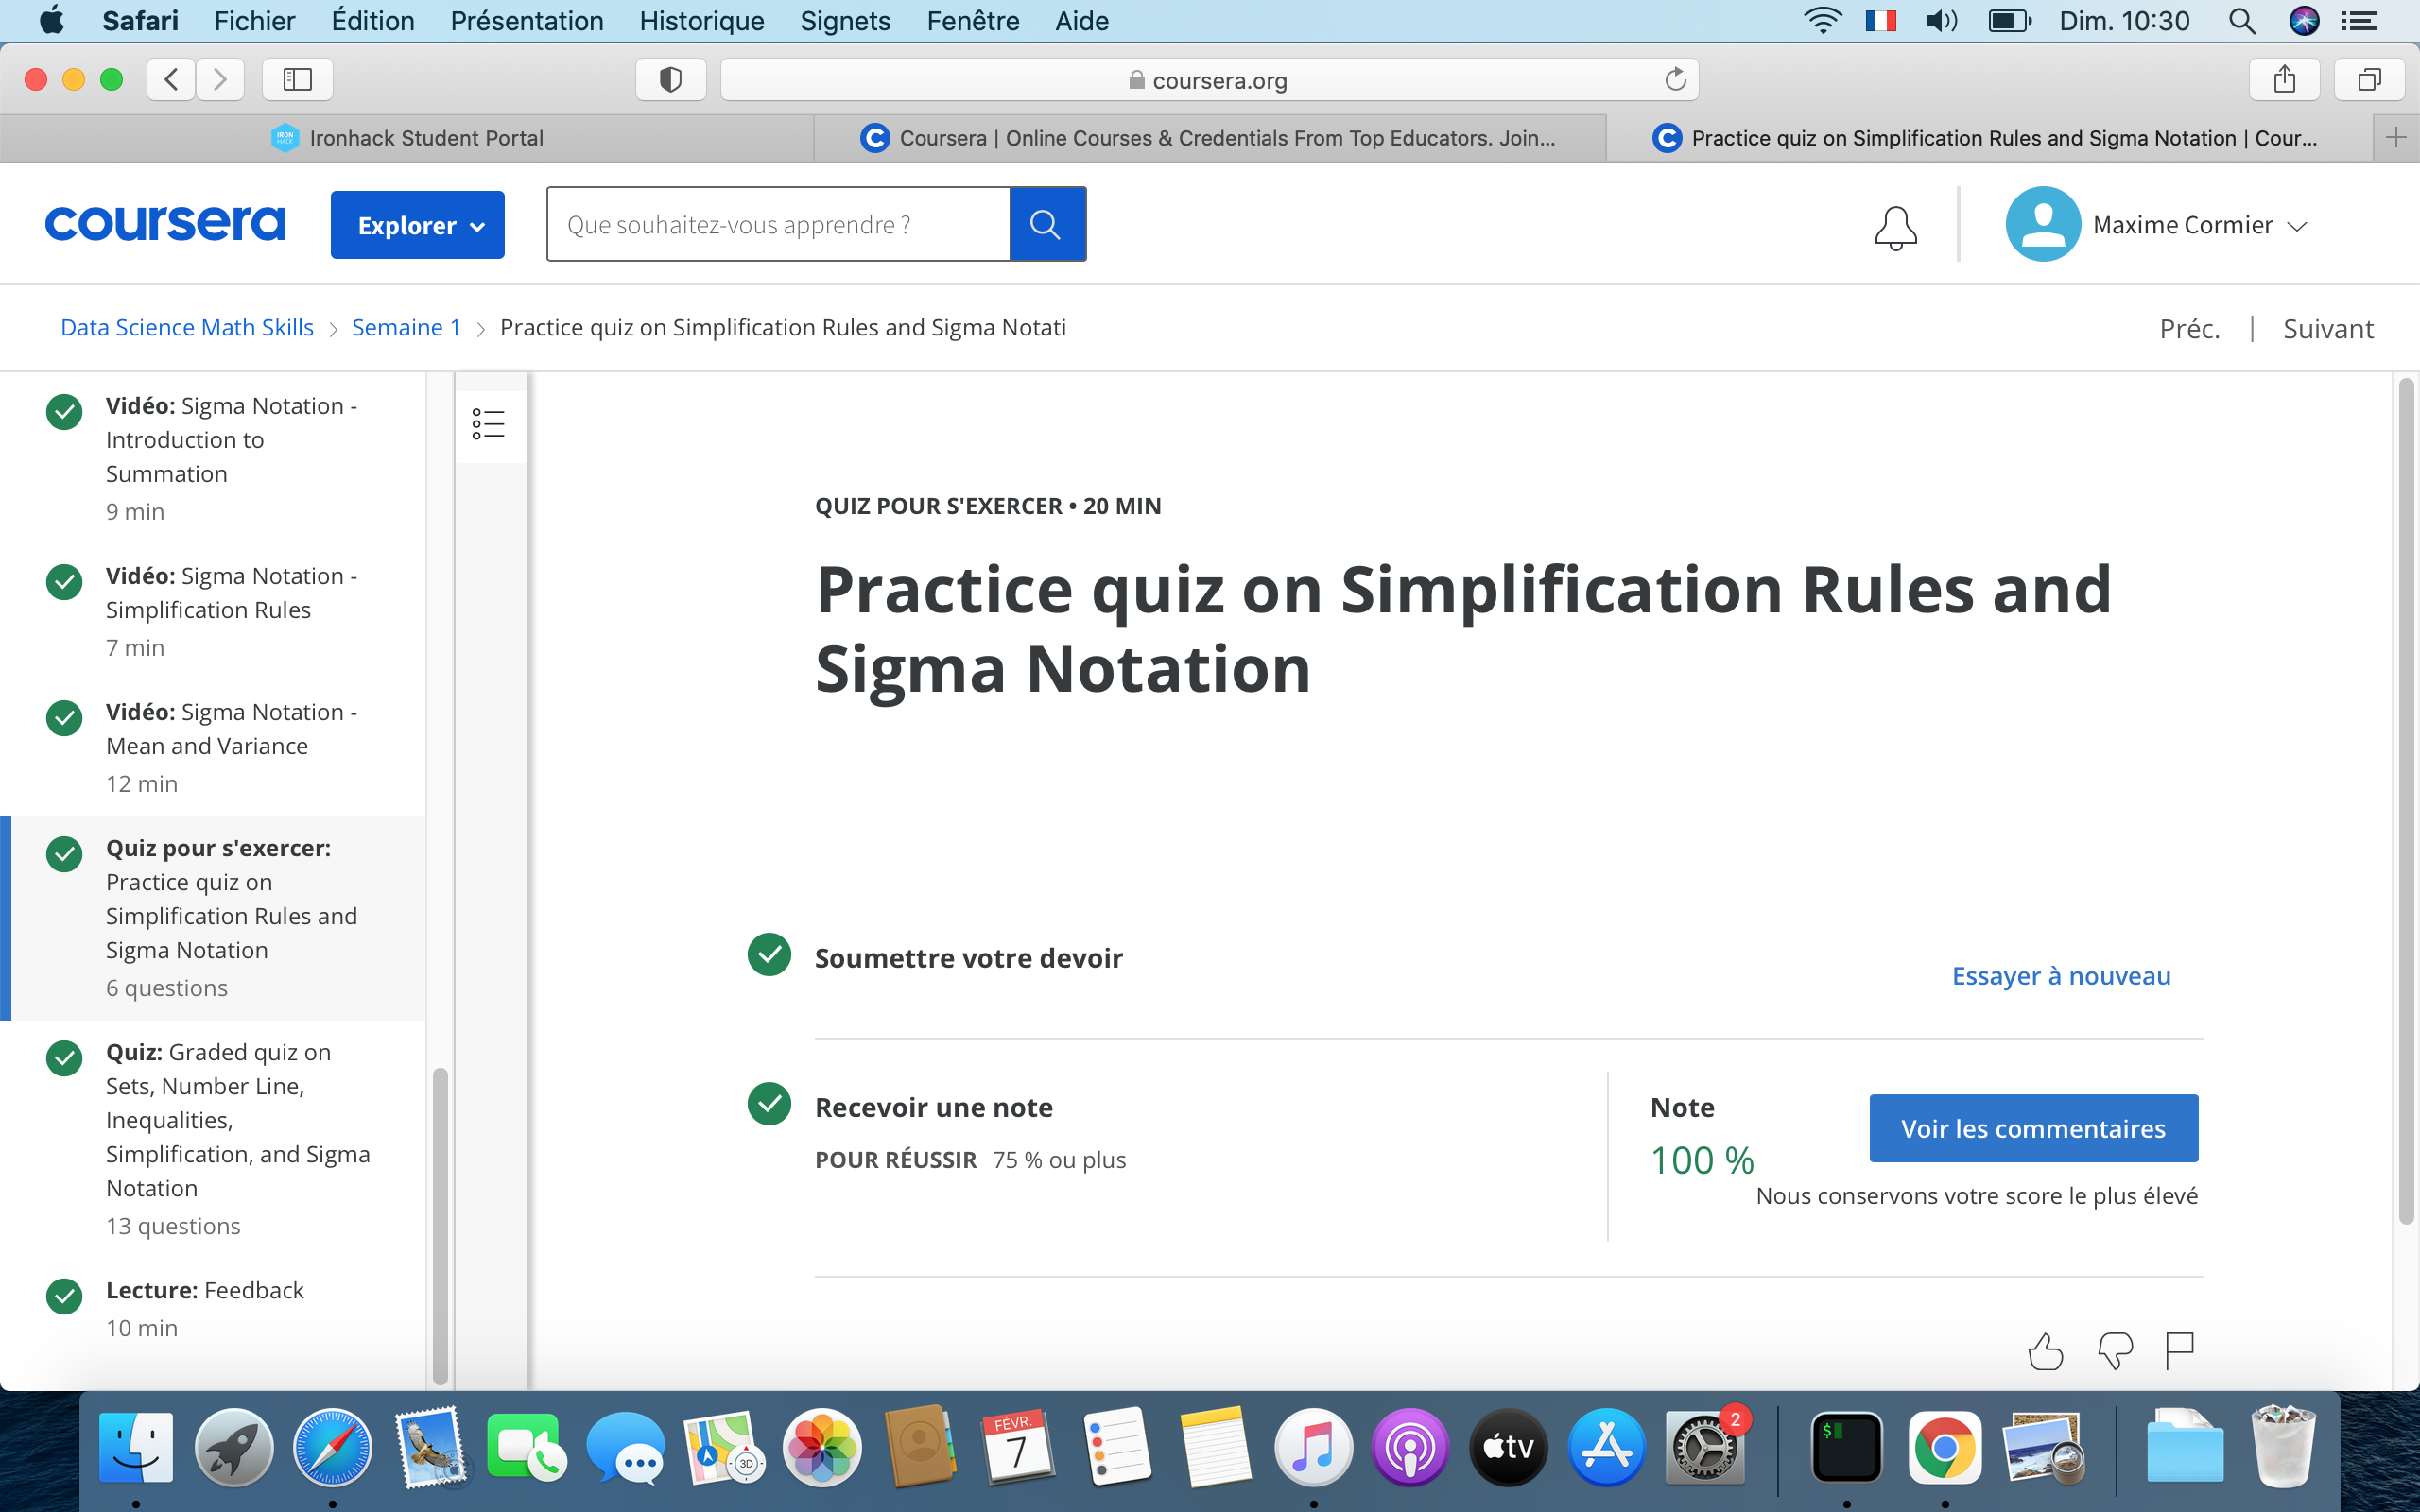 Safari Fichier Édition Présentation Historique Signets Fenêtre Aide Dim. 10:30
coursera.org
IRON HACK Ironhack Student Portal
Coursera | Online Courses & Credentials From Top Educators. Join...
Practice quiz on Simplification Rules and Sigma Notation | Cour...
coursera Explorer Que souhaitez-vous apprendre ? Maxime Cormier
Data Science Math Skills > Semaine 1 > Practice quiz on Simplification Rules and Sigma Notati Préc. | Suivant
Vidéo: Sigma Notation -
Introduction to
Summation
9 min
Vidéo: Sigma Notation -
Simplification Rules
7 min
Vidéo: Sigma Notation -
Mean and Variance
12 min
Quiz pour s'exercer:
Practice quiz on
Simplification Rules and
Sigma Notation
6 questions
Quiz: Graded quiz on
Sets, Number Line,
Inequalities,
Simplification, and Sigma
Notation
13 questions
Lecture: Feedback
10 min
QUIZ POUR S'EXERCER • 20 MIN
Practice quiz on Simplification Rules and
Sigma Notation
Soumettre votre devoir
Essayer à nouveau
Recevoir une note
POUR RÉUSSIR 75 % ou plus
Note
100 %
Voir les commentaires
Nous conservons votre score le plus élevé
3D
FÉVR.
7
tv
2
$